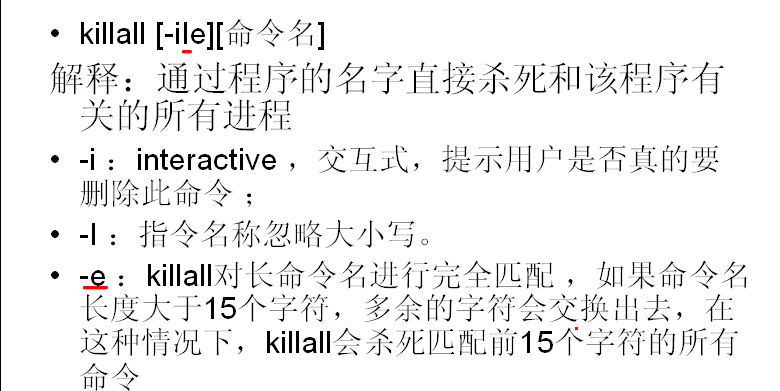 • killall [-iIe][命令名]
解释：通过程序的名字直接杀死和该程序有
关的所有进程
• -i ：interactive ，交互式，提示用户是否真的要
删除此命令 ；
• -I ：指令名称忽略大小写。
• -e ：killall对长命令名进行完全匹配 ，如果命令名
长度大于15个字符，多余的字符会交换出去，在
这种情况下，killall会杀死匹配前15个字符的所有
命令